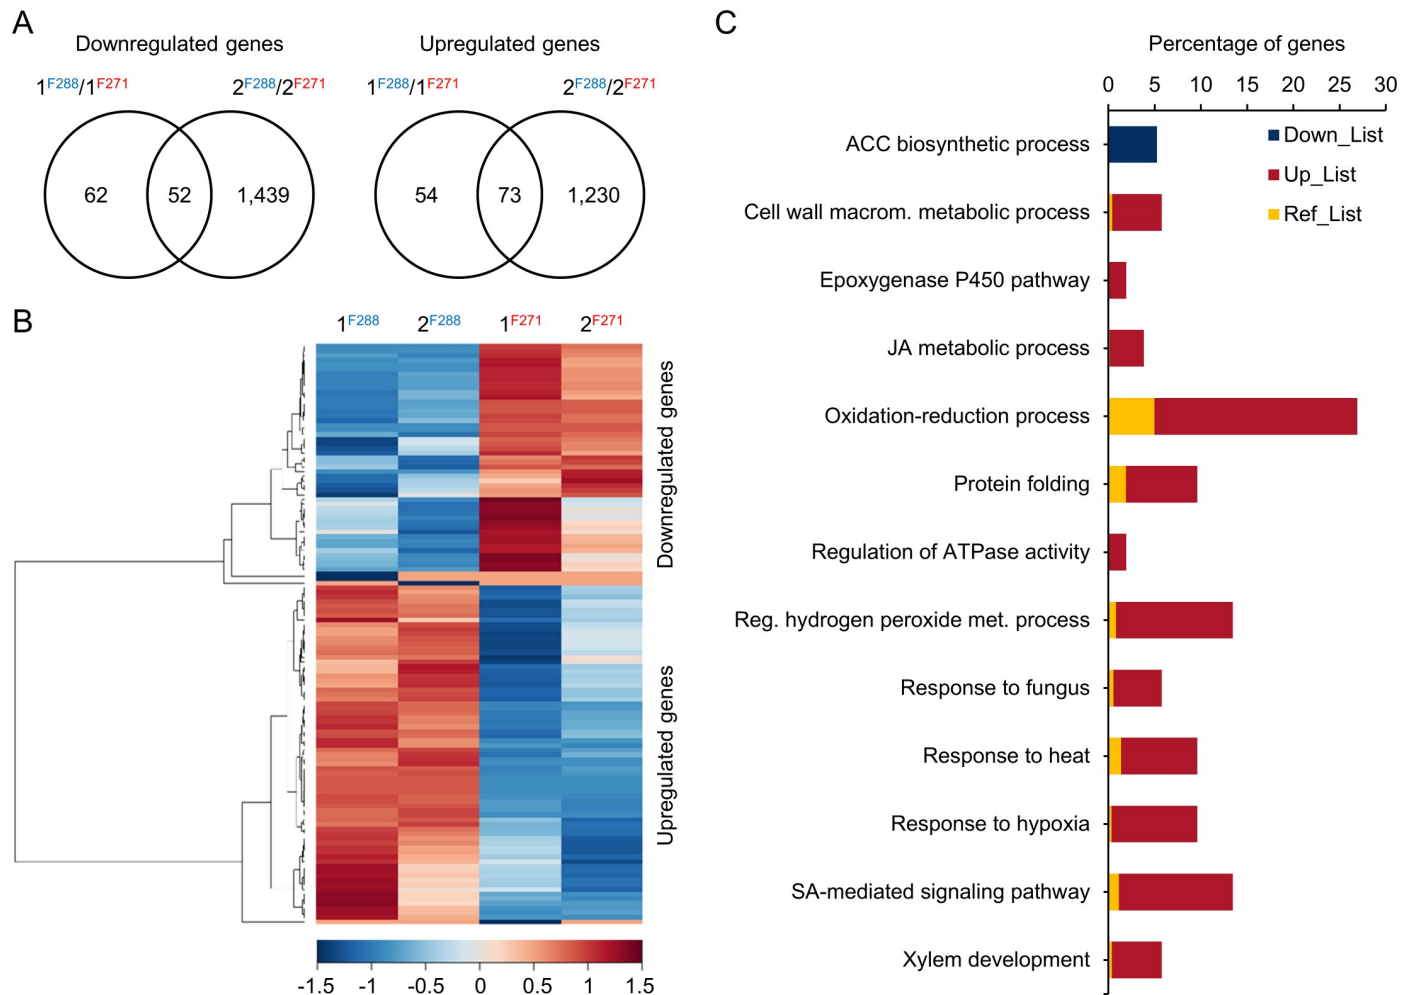 A
Downregulated genes
Upregulated genes
1F288/1F271
2F288/2F271
1F288/1F271
2F288/2F271
62
52
1,439
54
73
1,230
B
1F288
2F288
1F271
2F271
Downregulated genes
Upregulated genes
-1.5 -1 -0.5 0 0.5 1 1.5
C
Percentage of genes
0 5 10 15 20 25 30
Down_List
Up_List
Ref_List
ACC biosynthetic process
Cell wall macrom. metabolic process
Epoxygenase P450 pathway
JA metabolic process
Oxidation-reduction process
Protein folding
Regulation of ATPase activity
Reg. hydrogen peroxide met. process
Response to fungus
Response to heat
Response to hypoxia
SA-mediated signaling pathway
Xylem development